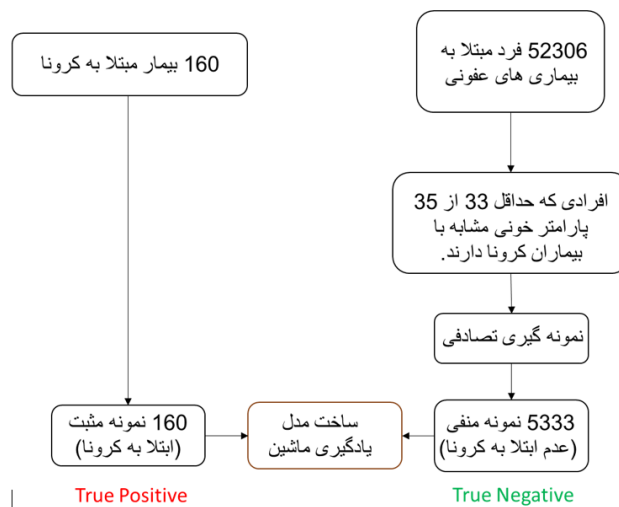 160 بیمار مبتلا به کرونا
52306 فرد مبتلا به
بیماری های عفونی
افرادی که حداقل 33 از 35
پارامتر خونی مشابه با
بیماران کرونا دارند.
نمونه گیری تصادفی
160 نمونه مثبت
(ابتلا به کرونا)
ساخت مدل
یادگیری ماشین
5333 نمونه منفی
(عدم ابتلا به کرونا)
True Positive
True Negative